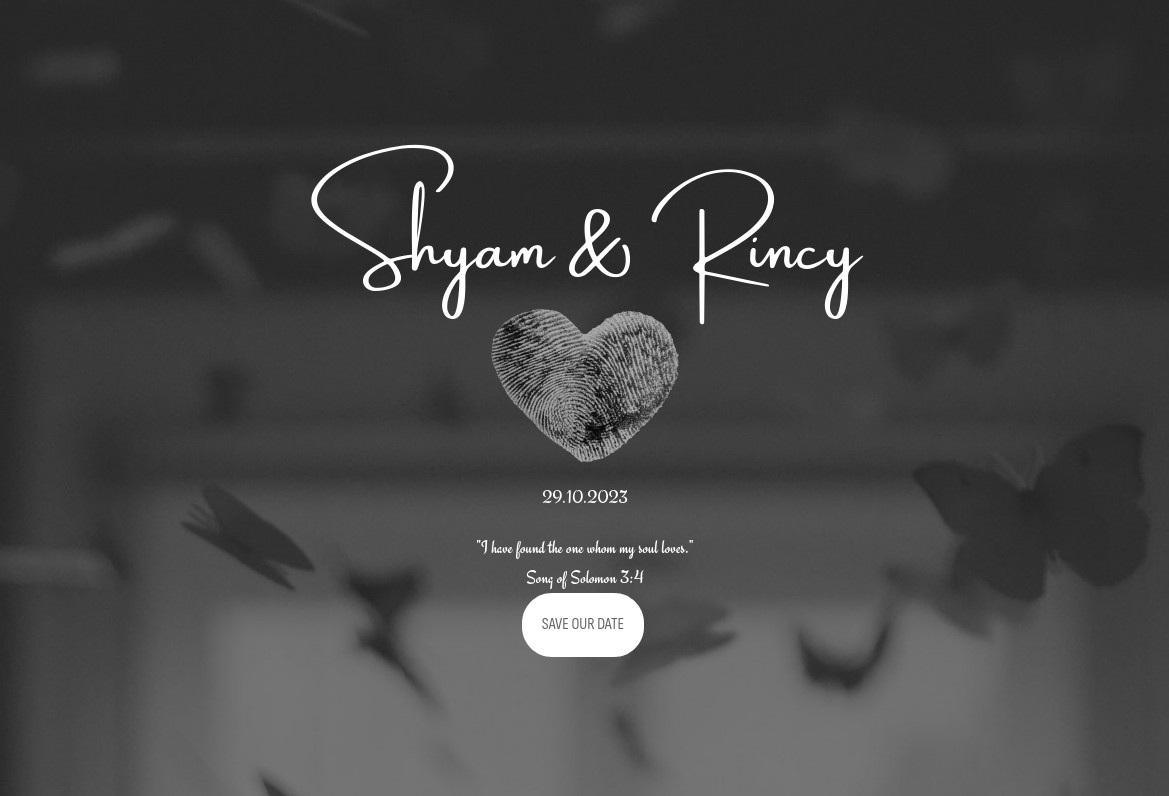 Shyam & Rincy
29.10.2023
"I have found the one whom my soul loves."
Song of Solomon 3:4
SAVE OUR DATE